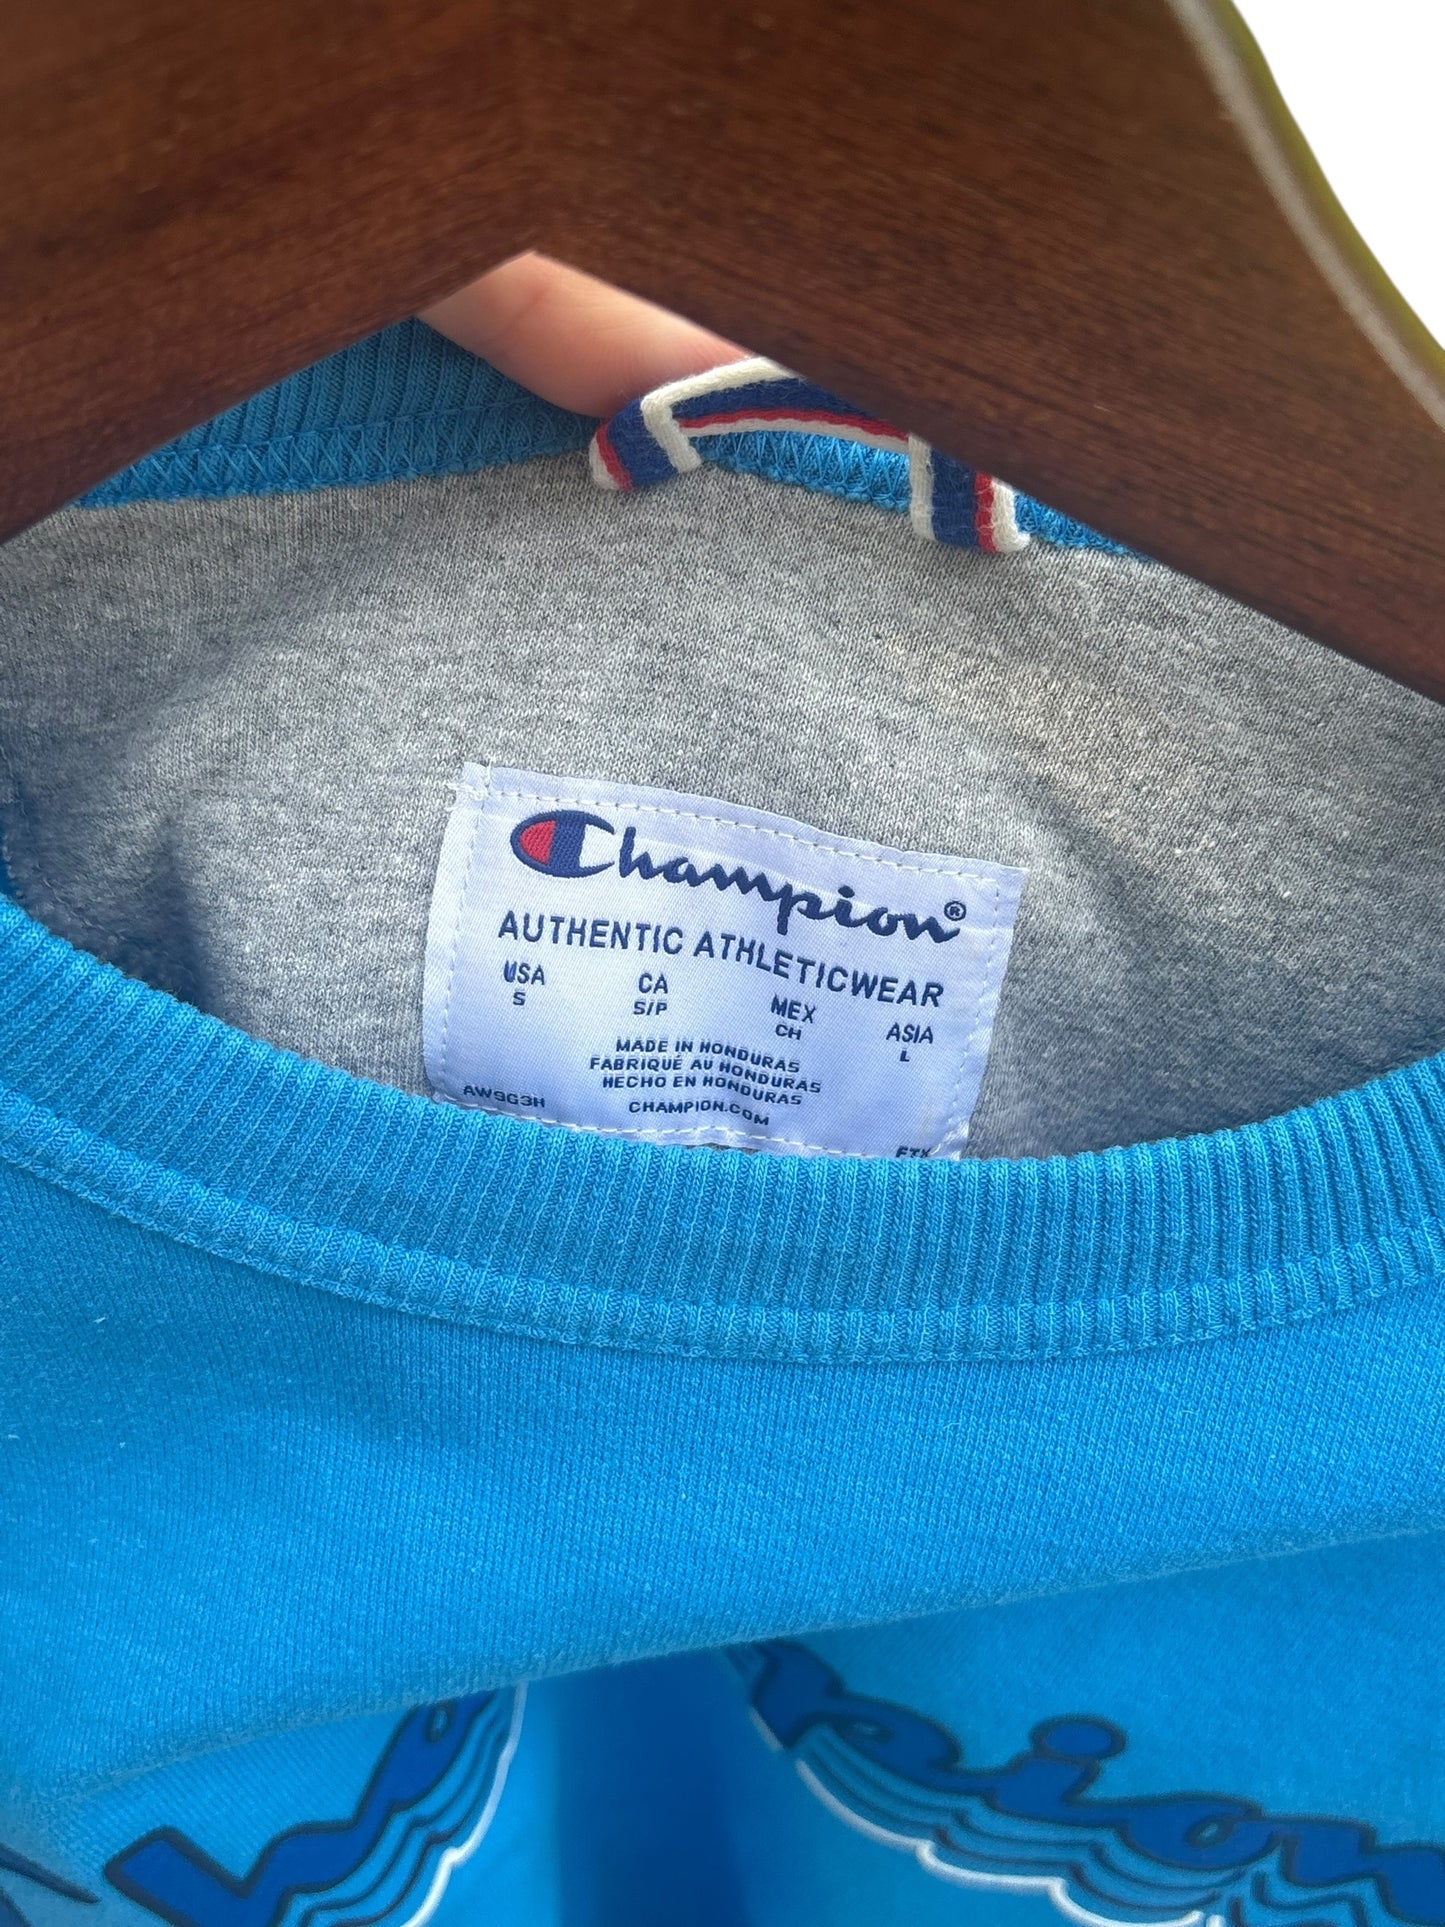 Champion®
AUTHENTIC ATHLETICWEAR
USA CA MEX ASIA
S S/P CH L
MADE IN HONDURAS
FABRIQUÉ AU HONDURAS
HECHO EN HONDURAS
AW9G3H CHAMPION.COM
pion